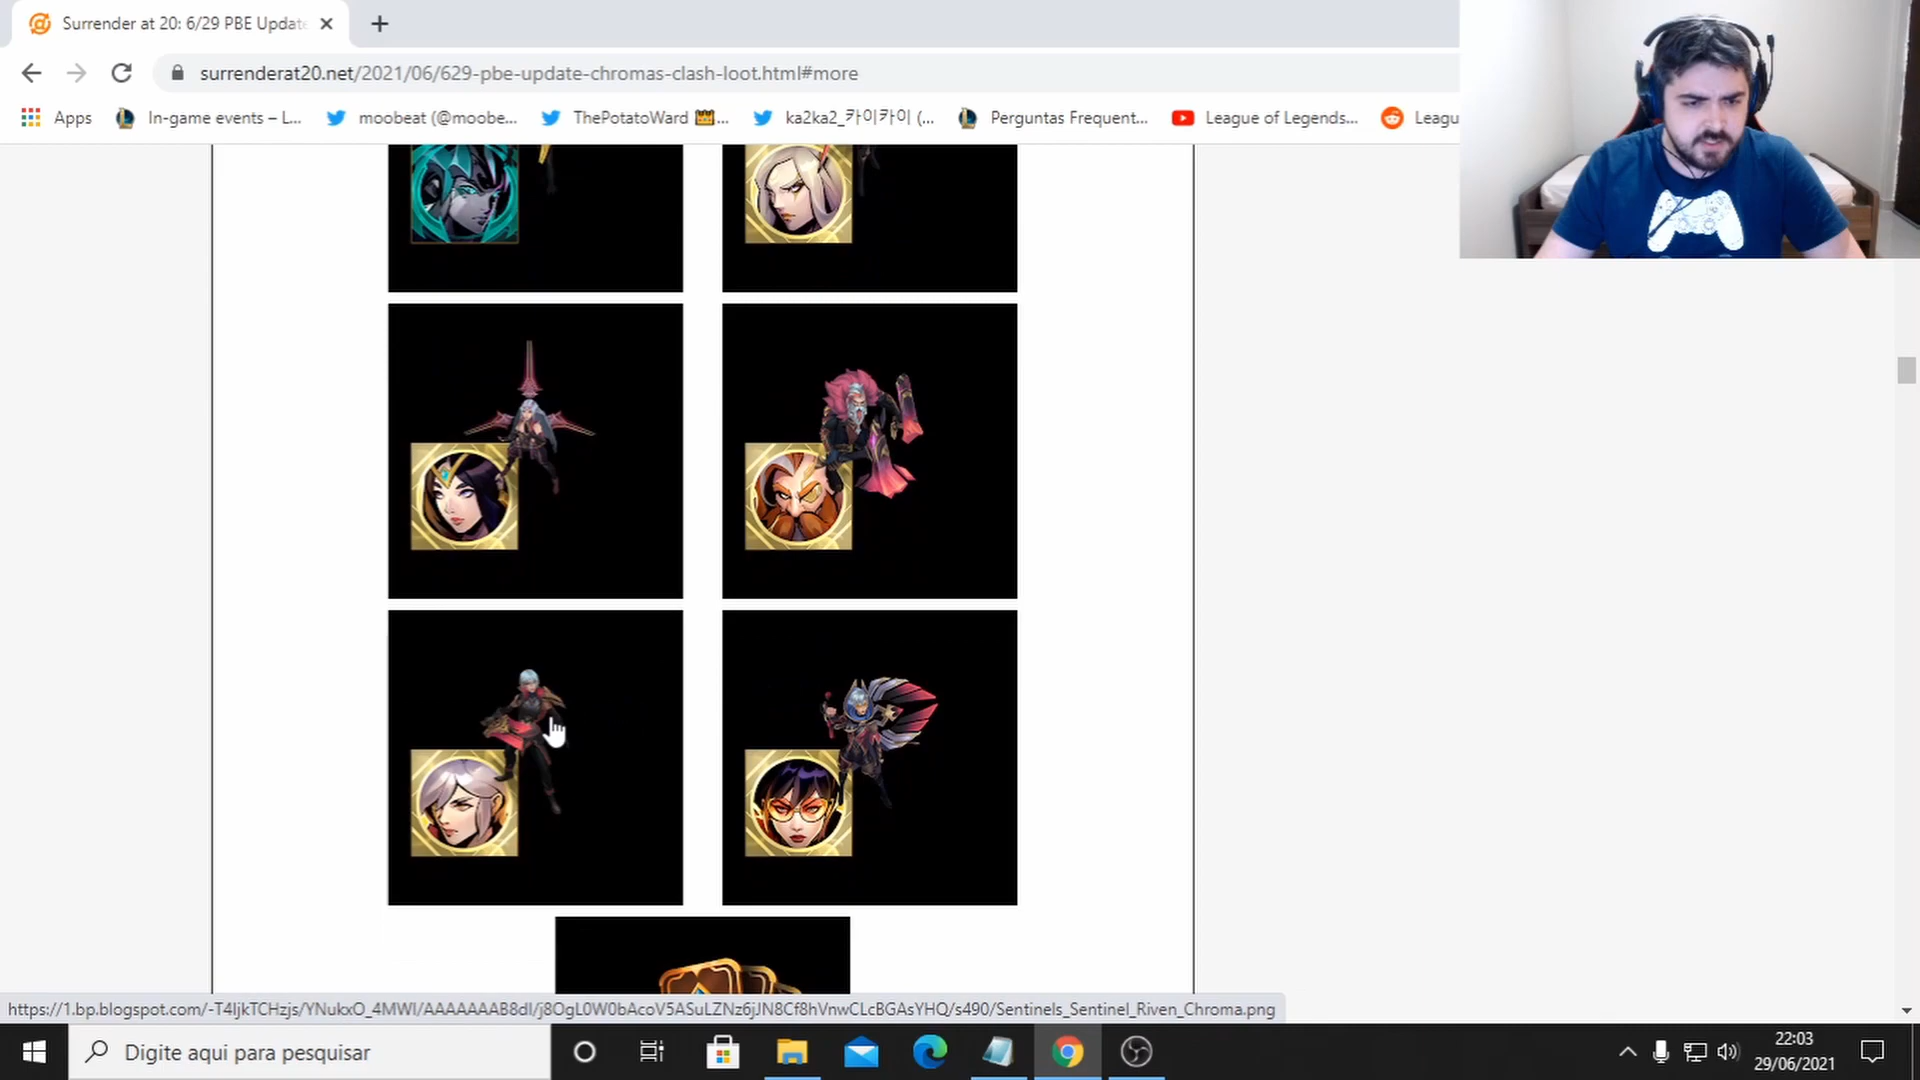 Surrender at 20: 6/29 PBE Update
surrenderat20.net/2021/06/629-pbe-update-chromas-clash-loot.html#more
Apps
In-game events – L...
moobeat (@moobe...
ThePotatoWard 👑...
ka2ka2_카이카이 (...
Perguntas Frequent...
League of Legends...
Leagu
https://1.bp.blogspot.com/-T4IjkTCHzjs/YNukxO_4MWI/AAAAAAAB8dI/j8OgL0W0bAcoV5ASuLZNz6jJN8Cf8hVnwCLcBGAsYHQ/s490/Sentinels_Sentinel_Riven_Chroma.png
Digite aqui para pesquisar
22:03
29/06/2021